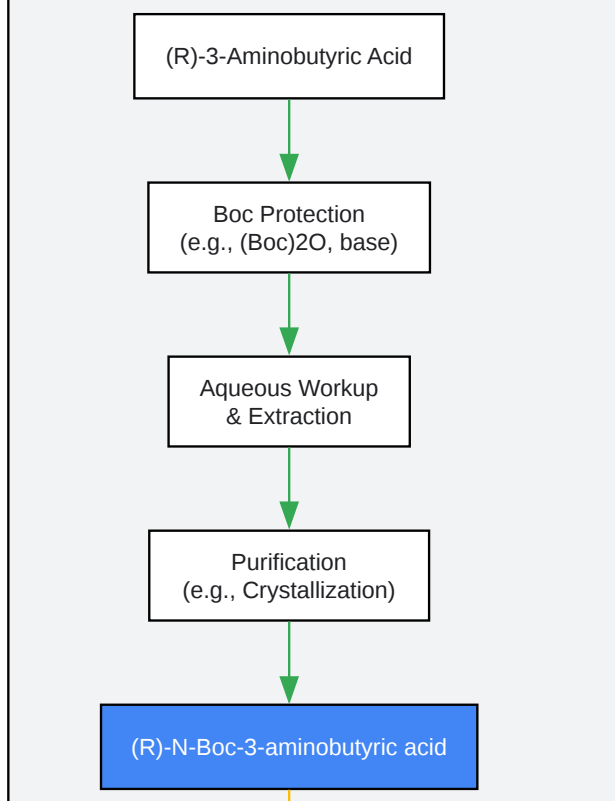 (R)-3-Aminobutyric Acid
Boc Protection
(e.g., (Boc)2O, base)
Aqueous Workup
& Extraction
Purification
(e.g., Crystallization)
(R)-N-Boc-3-aminobutyric acid